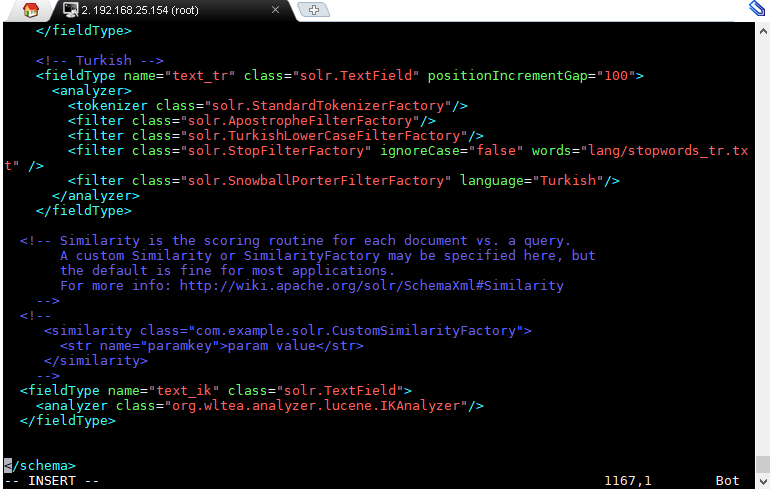 2. 192.168.25.154 (root)
    </fieldType>

    <!-- Turkish -->
    <fieldType name="text_tr" class="solr.TextField" positionIncrementGap="100">
      <analyzer>
        <tokenizer class="solr.StandardTokenizerFactory"/>
        <filter class="solr.ApostropheFilterFactory"/>
        <filter class="solr.TurkishLowerCaseFilterFactory"/>
        <filter class="solr.StopFilterFactory" ignoreCase="false" words="lang/stopwords_tr.tx
t" />
        <filter class="solr.SnowballPorterFilterFactory" language="Turkish"/>
      </analyzer>
    </fieldType>

  <!-- Similarity is the scoring routine for each document vs. a query.
       A custom Similarity or SimilarityFactory may be specified here, but
       the default is fine for most applications.
       For more info: http://wiki.apache.org/solr/SchemaXml#Similarity
    -->
  <!--
     <similarity class="com.example.solr.CustomSimilarityFactory">
       <str name="paramkey">param value</str>
     </similarity>
    -->
  <fieldType name="text_ik" class="solr.TextField">
    <analyzer class="org.wltea.analyzer.lucene.IKAnalyzer"/>
  </fieldType>


</schema>
-- INSERT -- 1167,1 Bot